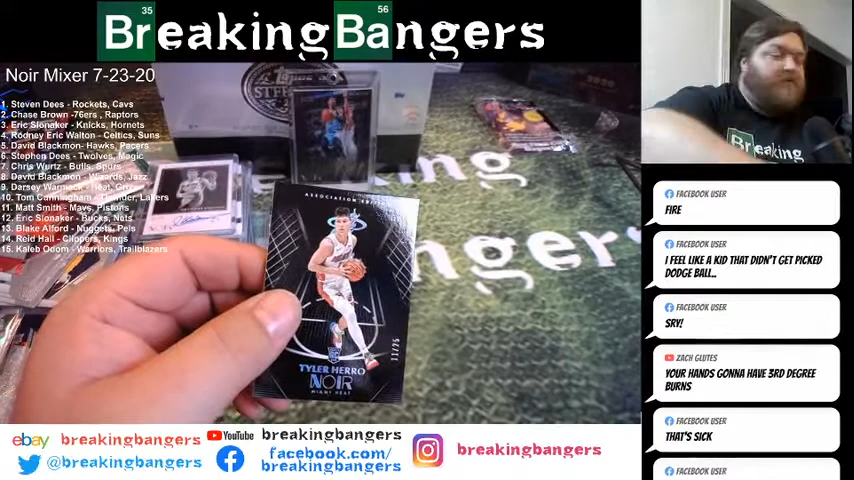 35
56
BreakingBangers
Noir Mixer 7-23-20
1. Steven Dees - Rockets, Cavs
2. Chase Brown -76ers , Raptors
3. Eric Slonaker - Knicks, Hornets
4. Rodney Eric Walton - Celtics, Suns
5. David Blackmon- Hawks, Pacers
6. Stephen Dees - Twolves, Magic
7. Chris Wurtz - Bulls, Spurs
8. David Blackmon - Wizards, Jazz
9. Darsey Warmack - Heat, Grizz
10. Tom Cunningham - Thunder, Lakers
11. Matt Smith - Mavs, Pistons
12. Eric Slonaker - Bucks, Nets
13. Blake Alford - Nuggets, Pels
14. Reid Hall - Clippers, Kings
15. Kaleb Odom - Warriors, Trailblazers
ASSOCIATION EDITION
11/25
RC
TYLER HERRO
NOIR
MIAMI HEAT
ng
ngers
Breaking
FACEBOOK USER
FIRE
FACEBOOK USER
I FEEL LIKE A KID THAT DIDN'T GET PICKED
DODGE BALL..
FACEBOOK USER
SRY!
ZACH GLUTES
YOUR HANDS GONNA HAVE 3RD DEGREE
BURNS
FACEBOOK USER
THAT'S SICK
FACEBOOK USER
ebay breakingbangers
YouTube breakingbangers
@breakingbangers
facebook.com/
breakingbangers
breakingbangers